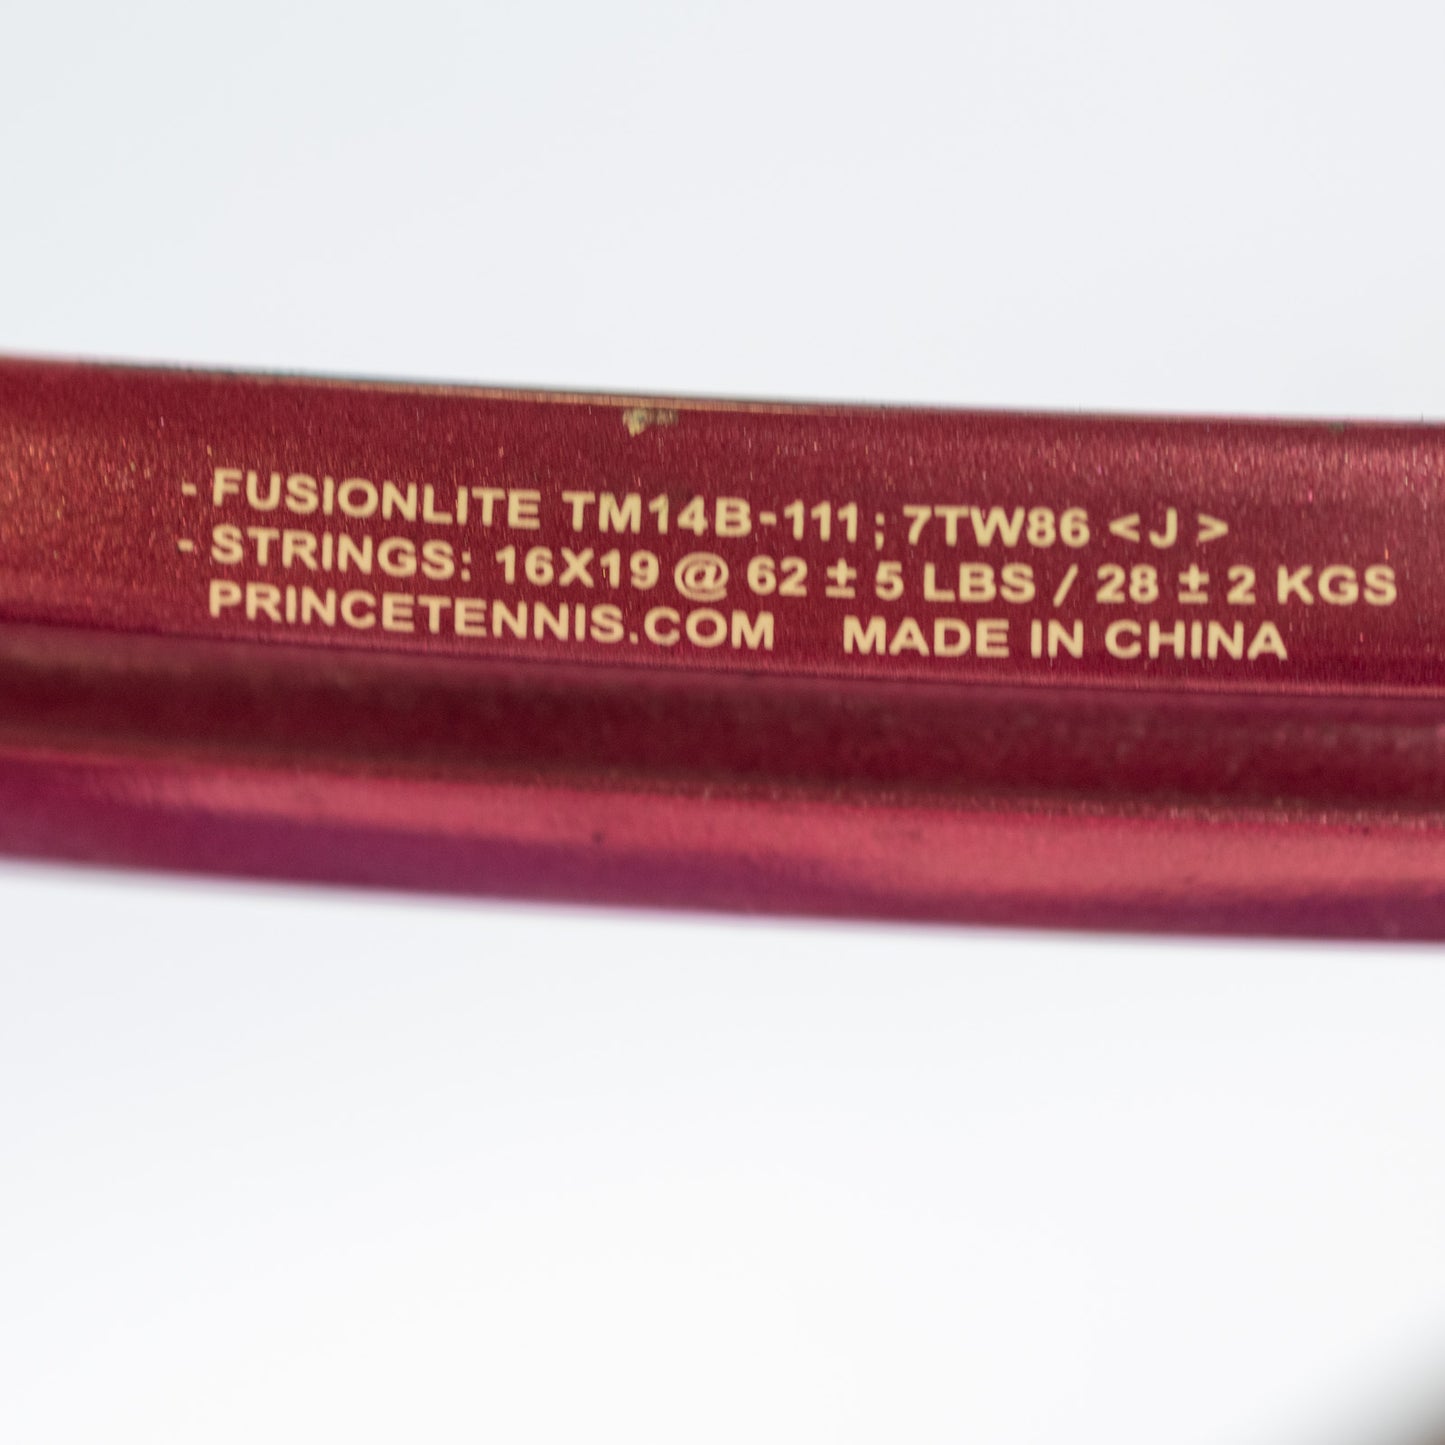 - FUSIONLITE TM14B-111 ; 7TW86 < J >
- STRINGS: 16X19 @ 62 ± 5 LBS / 28 ± 2 KGS
PRINCETENNIS.COM MADE IN CHINA